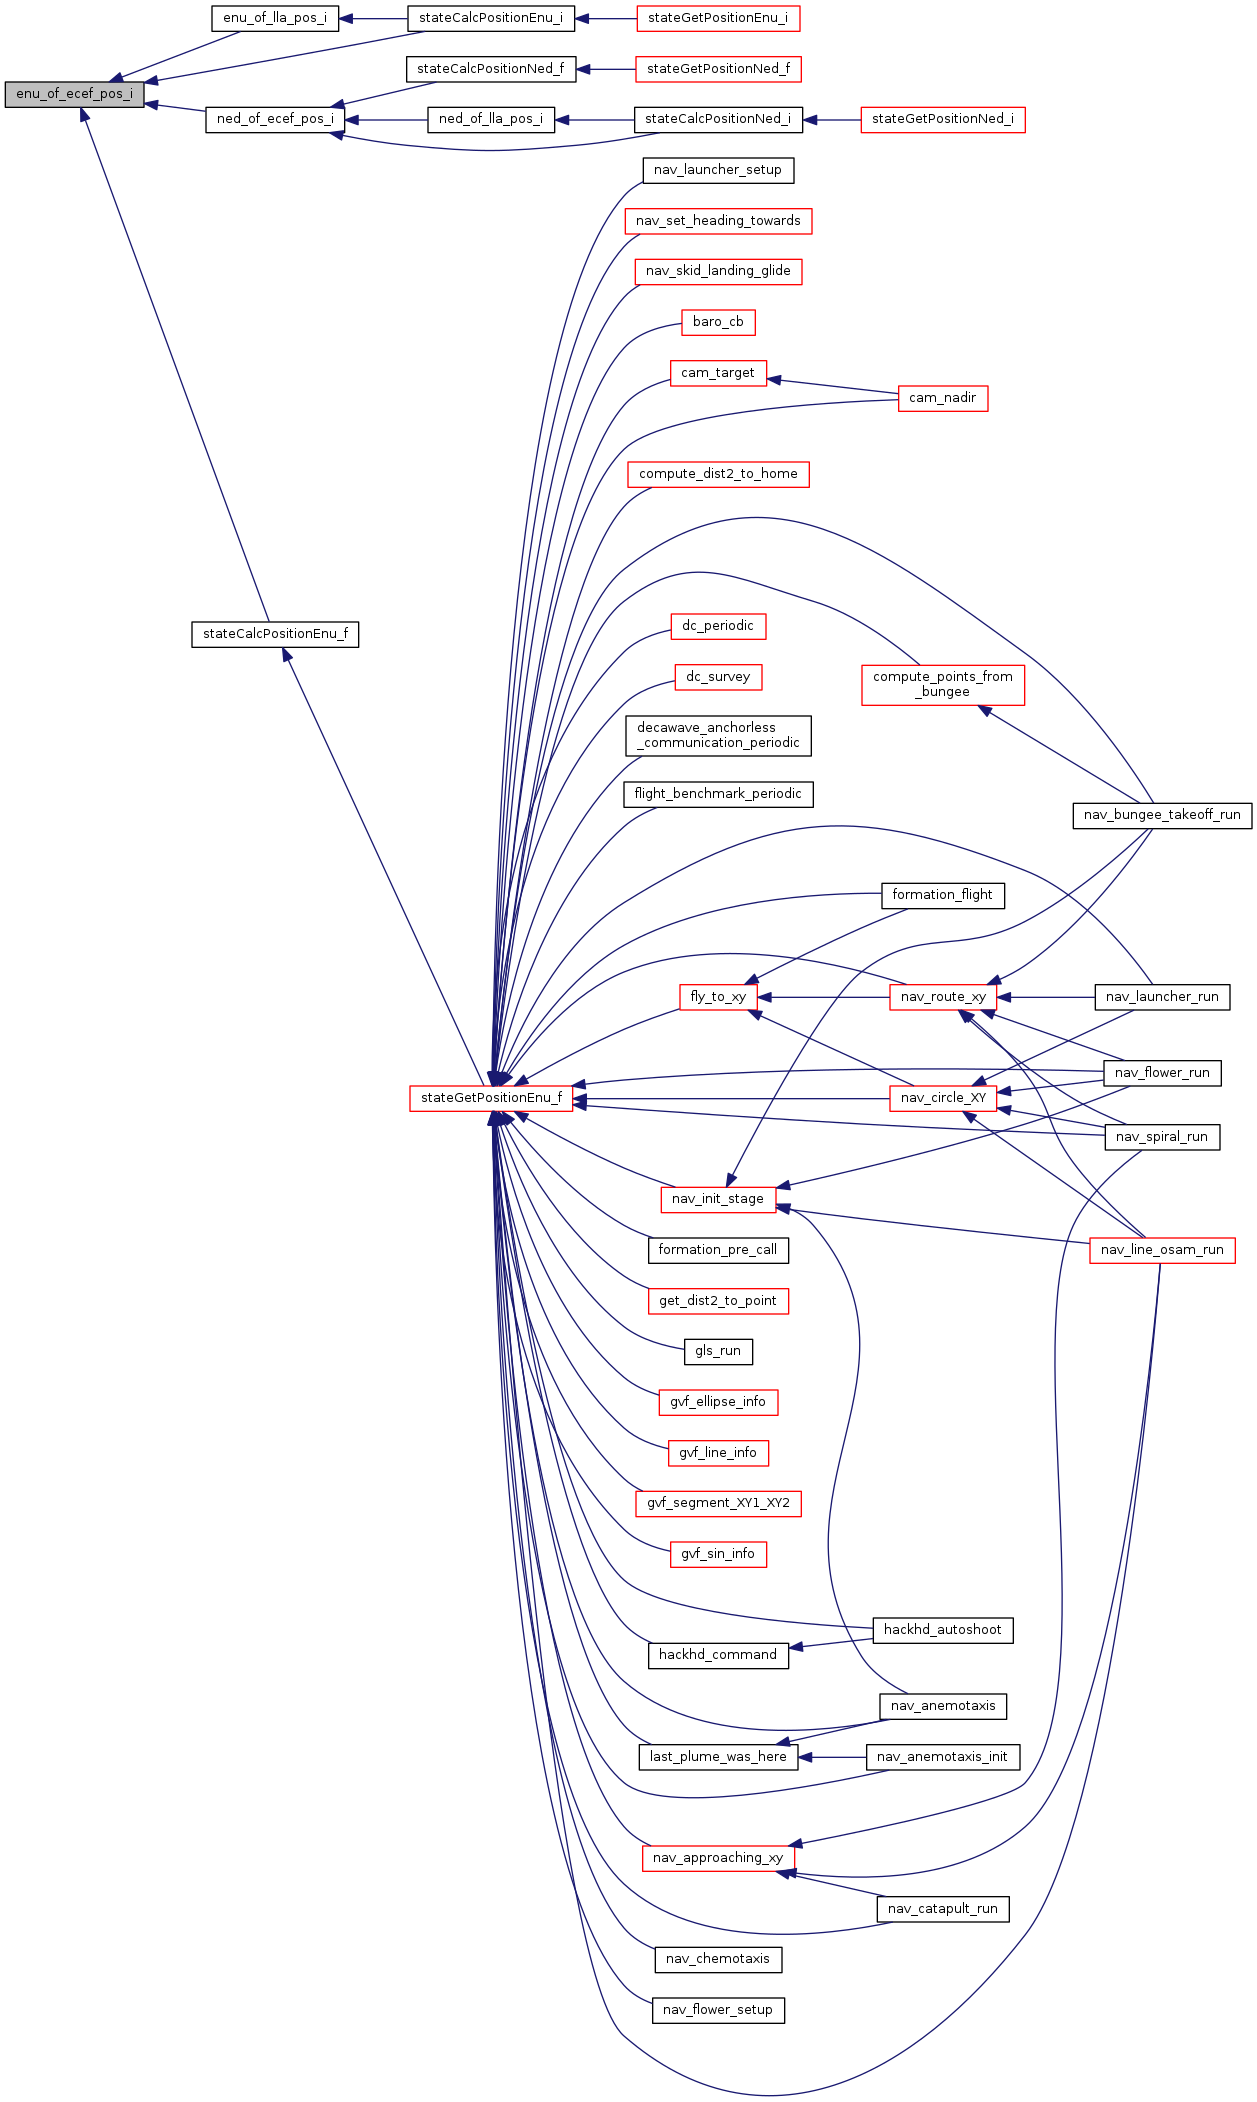 enu_of_lla_pos_i
stateCalcPositionEnu_i
stateGetPositionEnu_i
stateCalcPositionNed_f
stateGetPositionNed_f
enu_of_ecef_pos_i
ned_of_ecef_pos_i
ned_of_lla_pos_i
stateCalcPositionNed_i
stateGetPositionNed_i
nav_launcher_setup
nav_set_heading_towards
nav_skid_landing_glide
baro_cb
cam_target
cam_nadir
compute_dist2_to_home
stateCalcPositionEnu_f
dc_periodic
dc_survey
compute_points_from
_bungee
decawave_anchorless
_communication_periodic
flight_benchmark_periodic
nav_bungee_takeoff_run
formation_flight
fly_to_xy
nav_route_xy
nav_launcher_run
nav_flower_run
stateGetPositionEnu_f
nav_circle_XY
nav_spiral_run
nav_init_stage
formation_pre_call
nav_line_osam_run
get_dist2_to_point
gls_run
gvf_ellipse_info
gvf_line_info
gvf_segment_XY1_XY2
gvf_sin_info
hackhd_autoshoot
hackhd_command
nav_anemotaxis
last_plume_was_here
nav_anemotaxis_init
nav_approaching_xy
nav_catapult_run
nav_chemotaxis
nav_flower_setup